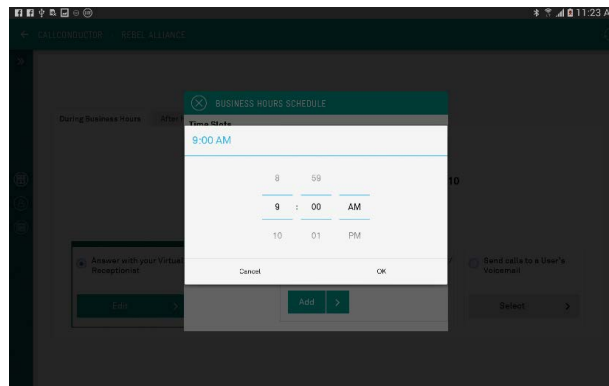 11:23 A
CALLCONDUCTOR REBEL ALLIANCE
BUSINESS HOURS SCHEDULE
During Business Hours After
Time Slots
9:00 AM
8 59
10
9 : 00 AM
10 01 PM
Answer with your Virtual
Receptionist
Send calls to a User's
Voicemail
Cancel OK
Edit
Add
Select